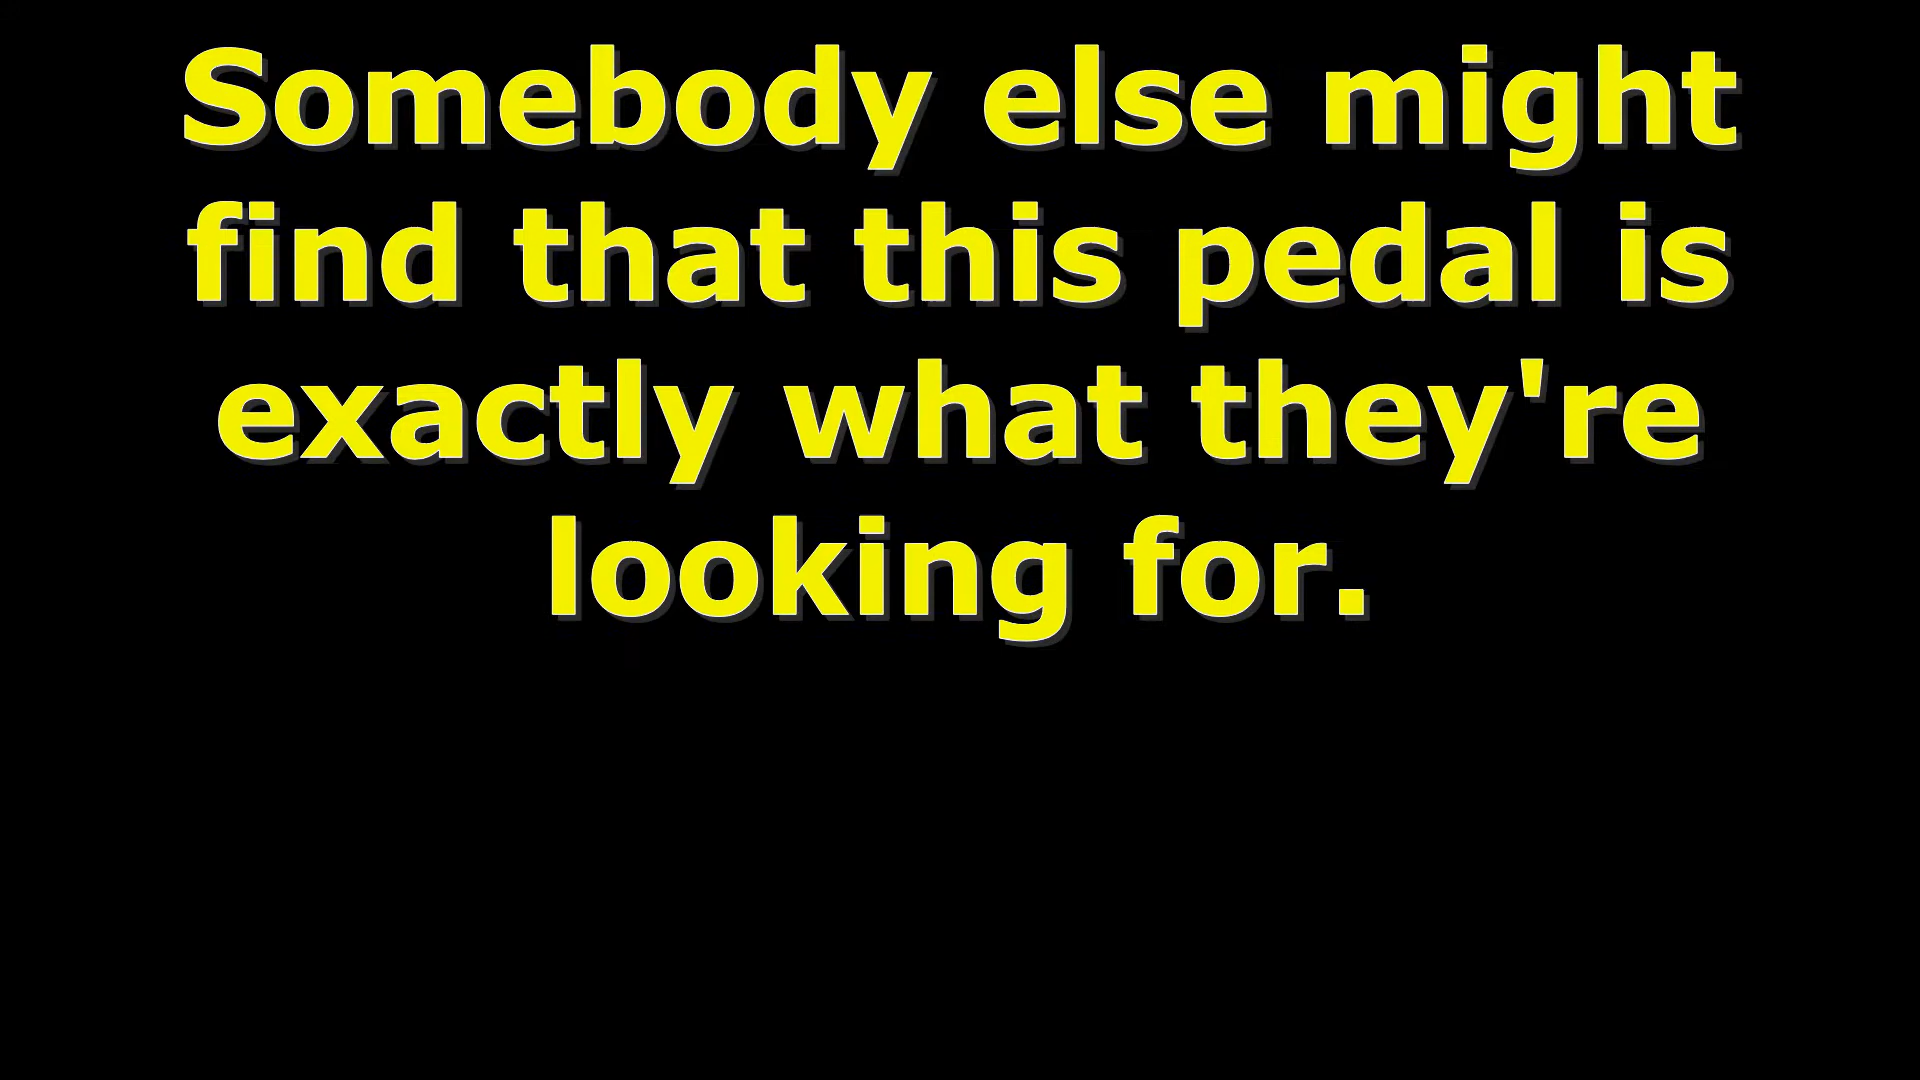 Somebody else might
find that this pedal is
exactly what they're
looking for.